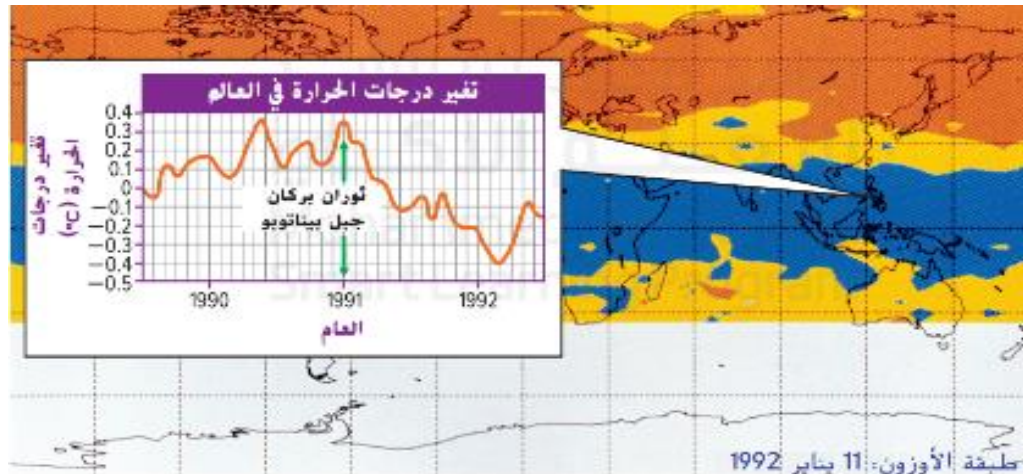 تغير درجات الحرارة في العالم
تغير درجات
الحرارة (°س)
0.4
0.3
0.2
0.1
0
−0.1
−0.2
−0.3
−0.4
−0.5
ثوران بركان
جبل بيناتوبو
1990
1991
1992
العام
طبقة الأوزون: 11 يناير 1992